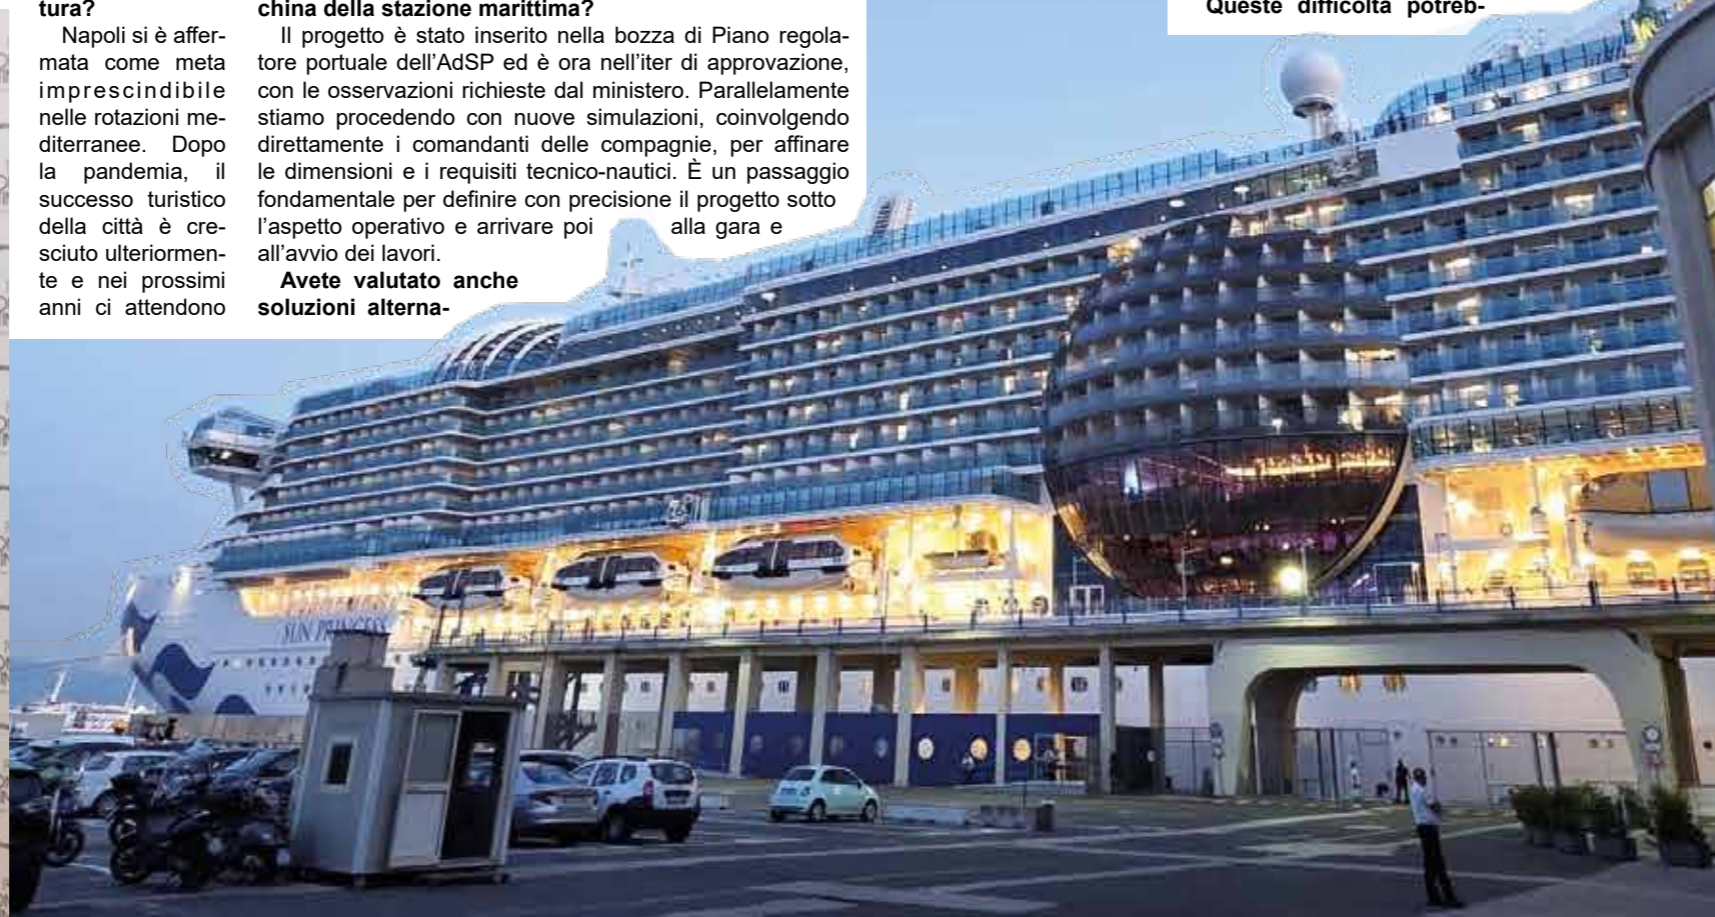 tura?
Napoli si è affer-
mata come meta
imprescindibile
nelle rotazioni me-
diterranee. Dopo
la pandemia, il
successo turistico
della città è cre-
sciuto ulteriormen-
te e nei prossimi
anni ci attendono
china della stazione marittima?
Il progetto è stato inserito nella bozza di Piano regola-
tore portuale dell'AdSP ed è ora nell'iter di approvazione,
con le osservazioni richieste dal ministero. Parallelamente
stiamo procedendo con nuove simulazioni, coinvolgendo
direttamente i comandanti delle compagnie, per affinare
le dimensioni e i requisiti tecnico-nautici. È un passaggio
fondamentale per definire con precisione il progetto sotto
l'aspetto operativo e arrivare poi alla gara e
all'avvio dei lavori.
Avete valutato anche
soluzioni alterna-
Queste difficoltà potreb-
SUN PRINCESS